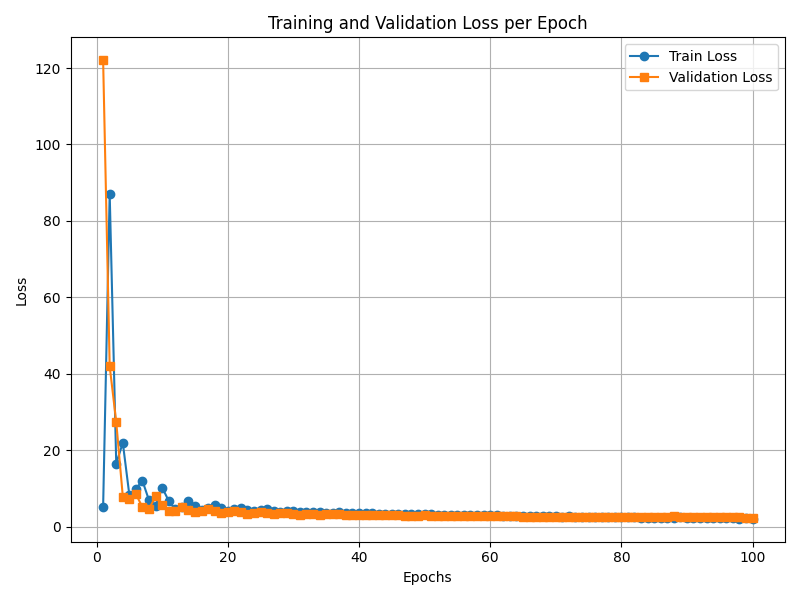 Training and Validation Loss per Epoch
Train Loss
Validation Loss
120
100
80
60
40
20
0
Loss
0 20 40 60 80 100
Epochs